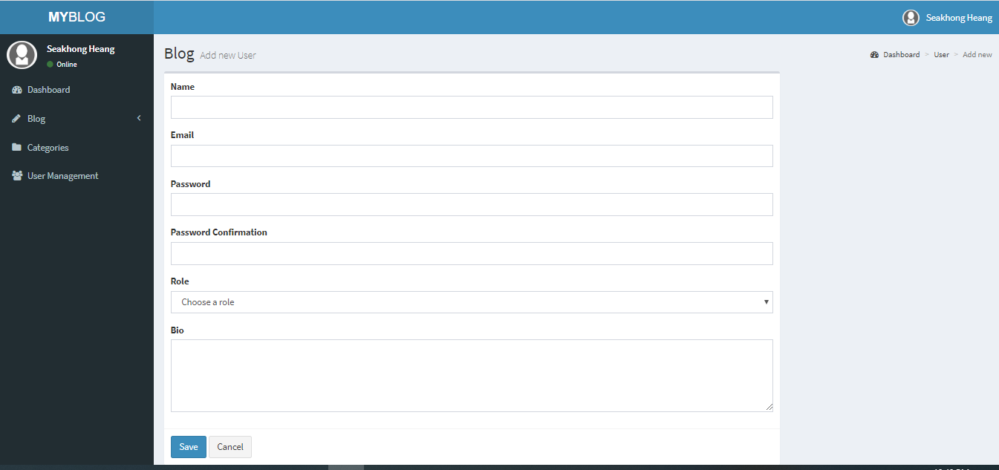 MYBLOG
Seakhong Heang
Seakhong Heang
Online
Dashboard
Blog
Categories
User Management
Blog Add new User
Dashboard > User > Add new
Name
Email
Password
Password Confirmation
Role
Choose a role
Bio
Save Cancel